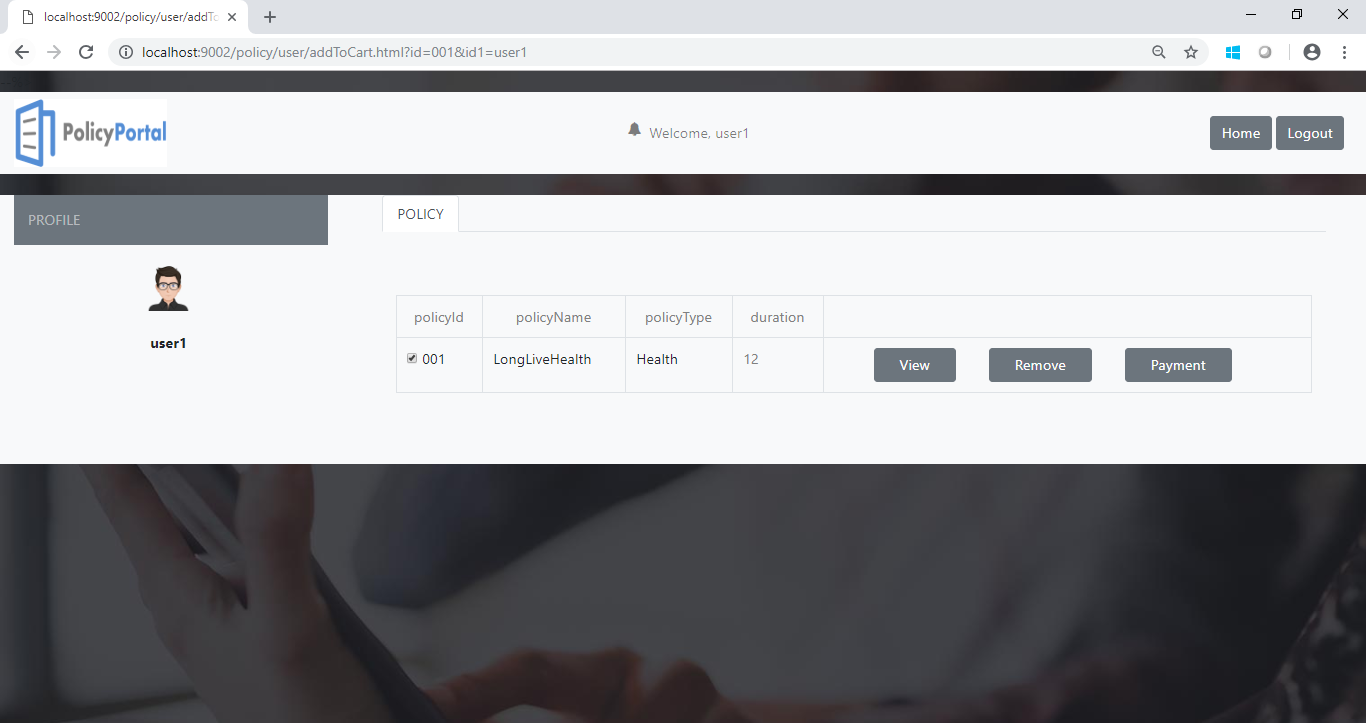 localhost:9002/policy/user/addTo
localhost:9002/policy/user/addToCart.html?id=001&id1=user1
PolicyPortal
Welcome, user1
Home
Logout
PROFILE
user1
POLICY
policyId policyName policyType duration
001 LongLiveHealth Health 12 View Remove Payment